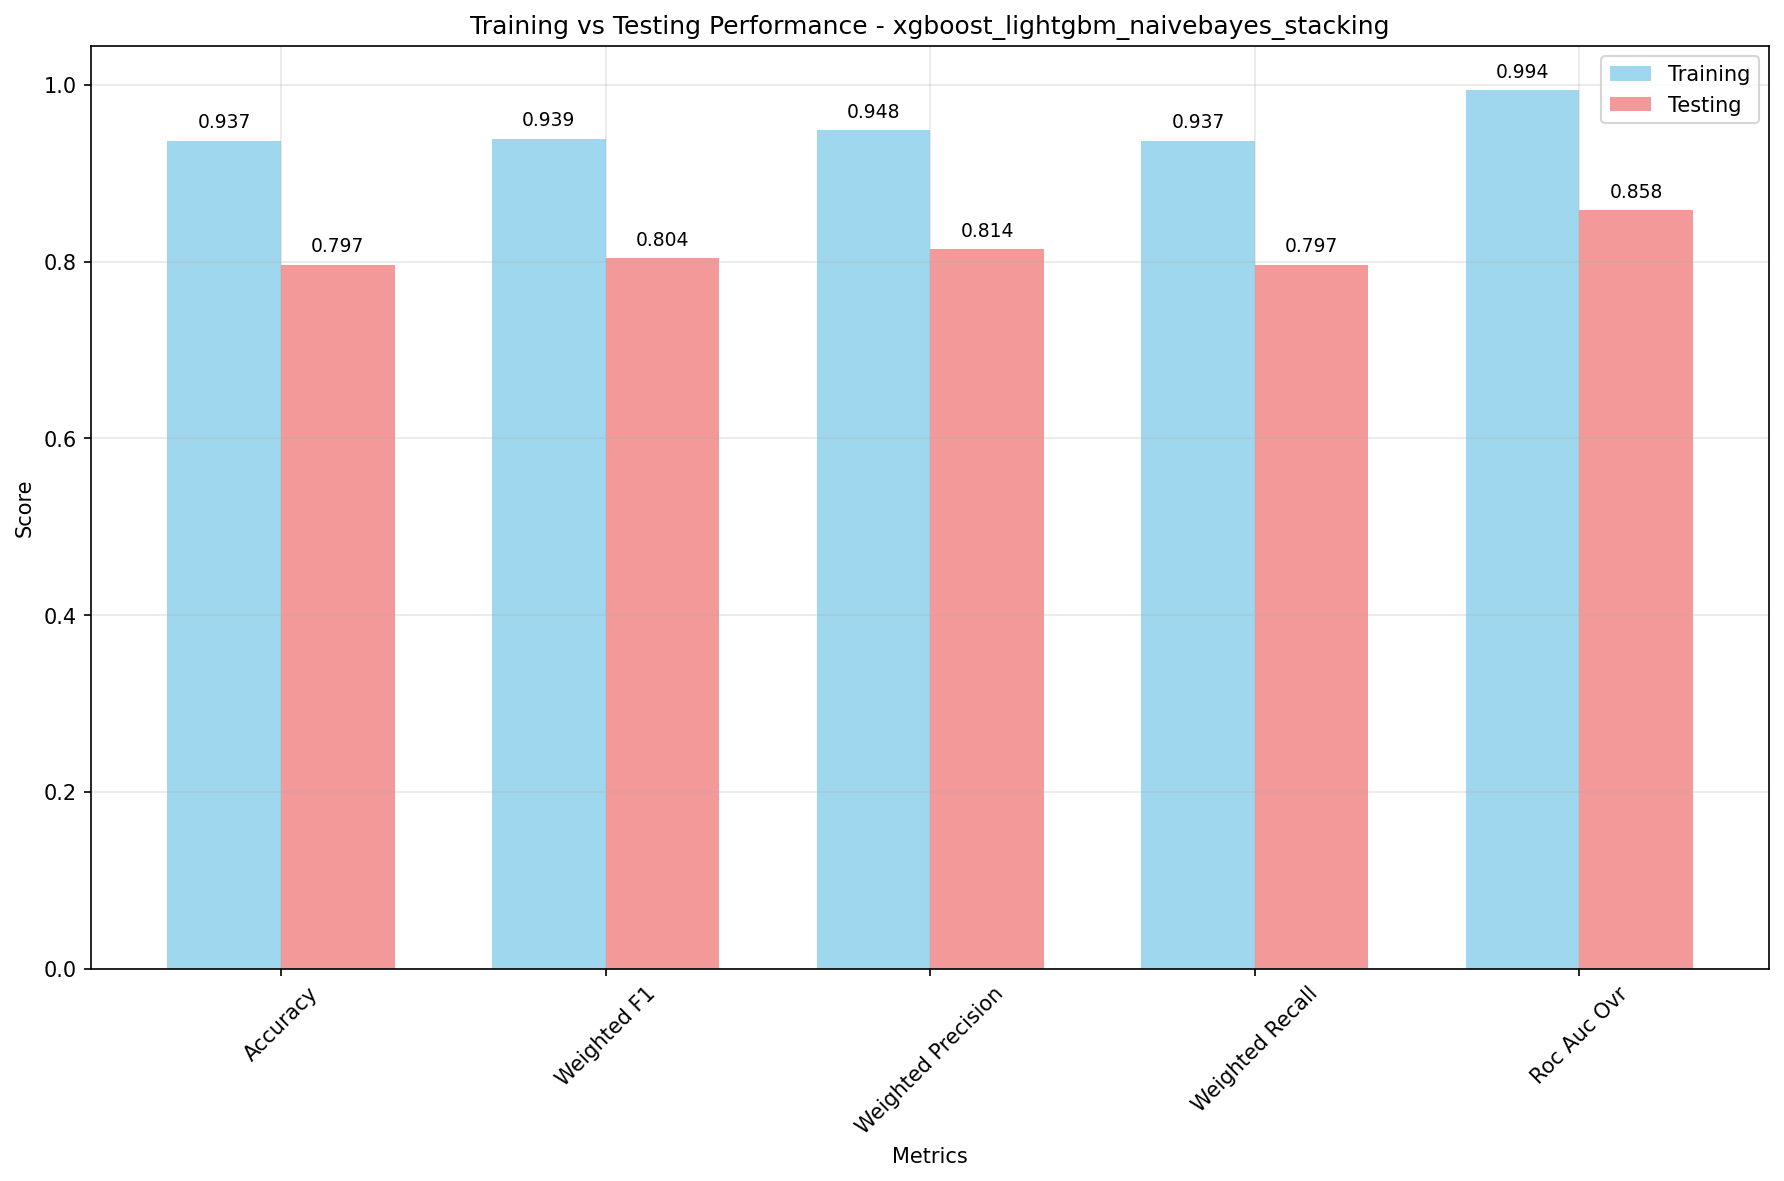 Training vs Testing Performance - xgboost_lightgbm_naivebayes_stacking
Training
Testing
1.0
0.8
0.6
0.4
0.2
0.0
Score
0.937
0.797
0.939
0.804
0.948
0.814
0.937
0.797
0.994
0.858
Accuracy
Weighted F1
Weighted Precision
Weighted Recall
Roc Auc Ovr
Metrics